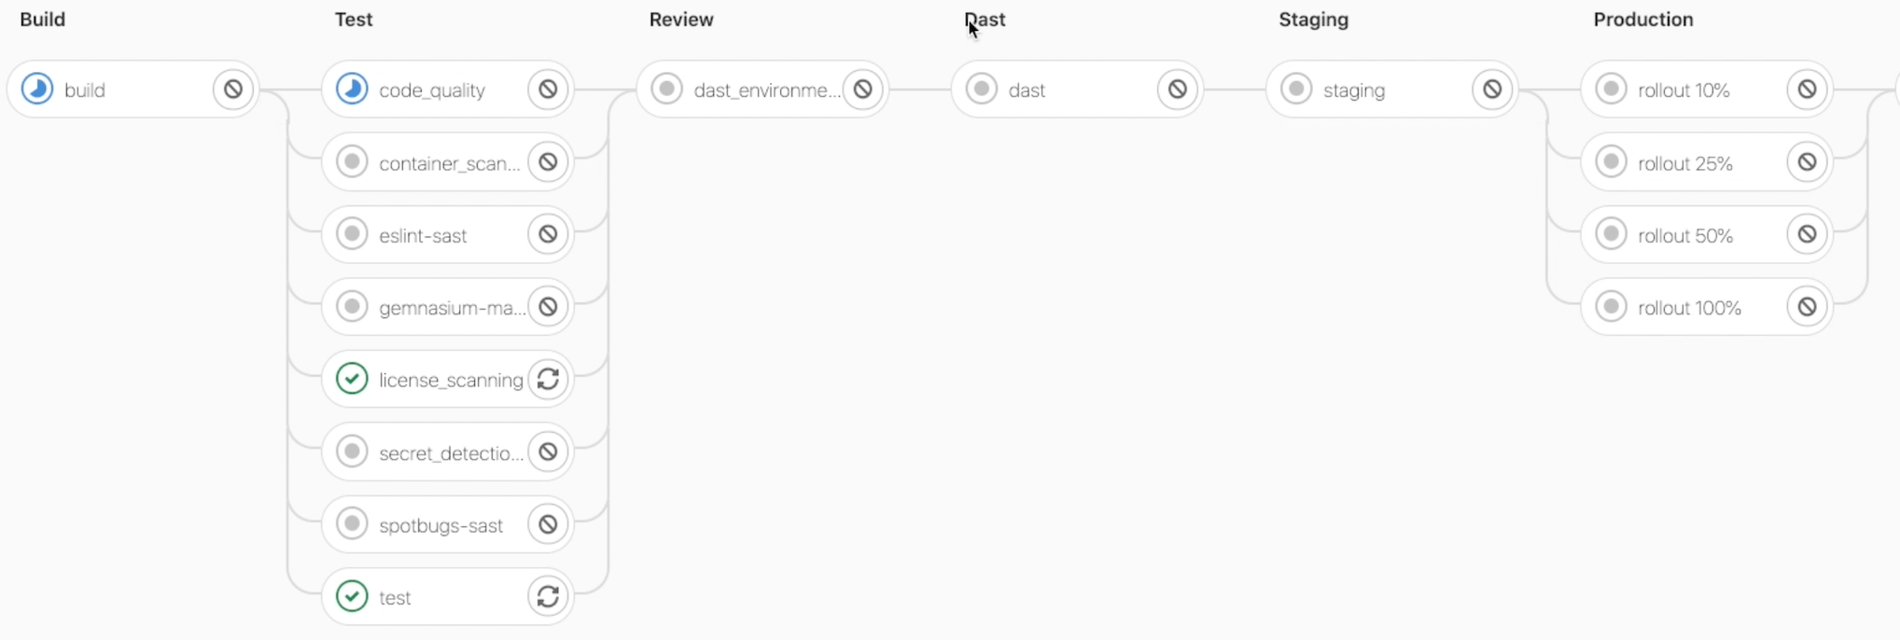 Build
build
Test
code_quality
container_scan...
eslint-sast
gemnasium-ma...
license_scanning
secret_detectio...
spotbugs-sast
test
Review
dast_environme...
Dast
dast
Staging
staging
Production
rollout 10%
rollout 25%
rollout 50%
rollout 100%